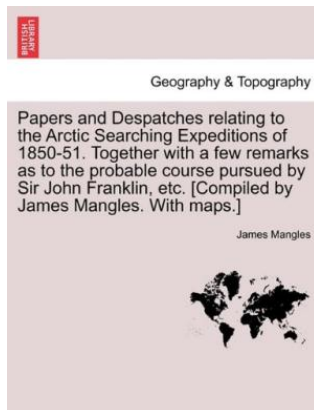 BRITISH
LIBRARY
Geography & Topography
Papers and Despatches relating to
the Arctic Searching Expeditions of
1850-51. Together with a few remarks
as to the probable course pursued by
Sir John Franklin, etc. [Compiled by
James Mangles. With maps.]
James Mangles